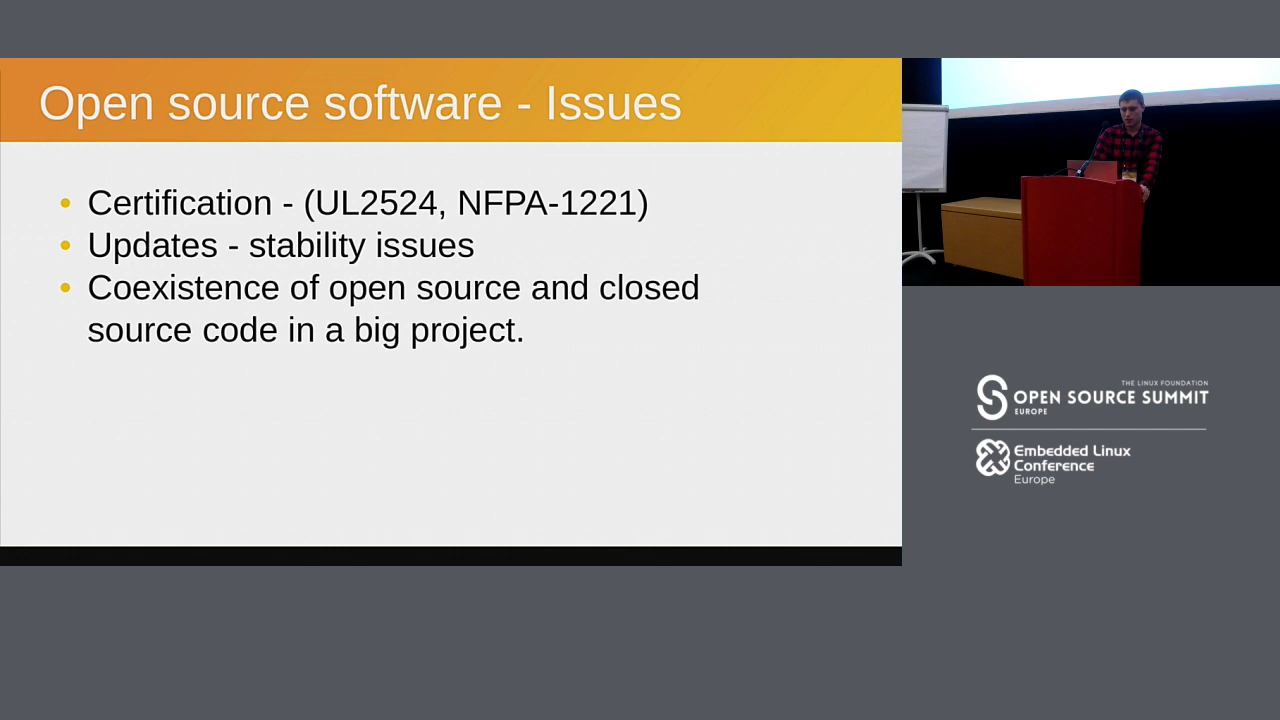 Open source software - Issues
• Certification - (UL2524, NFPA-1221)
• Updates - stability issues
• Coexistence of open source and closed
source code in a big project.
THE LINUX FOUNDATION
OPEN SOURCE SUMMIT
EUROPE
Embedded Linux
Conference
Europe